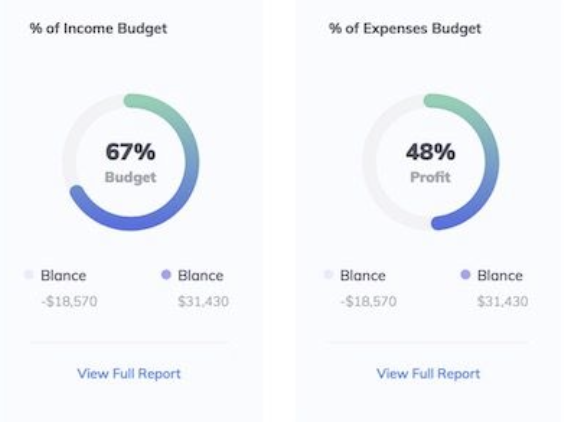 % of Income Budget
67%
Budget
Blance
Blance
-$18,570
$31,430
View Full Report
% of Expenses Budget
48%
Profit
Blance
Blance
-$18,570
$31,430
View Full Report